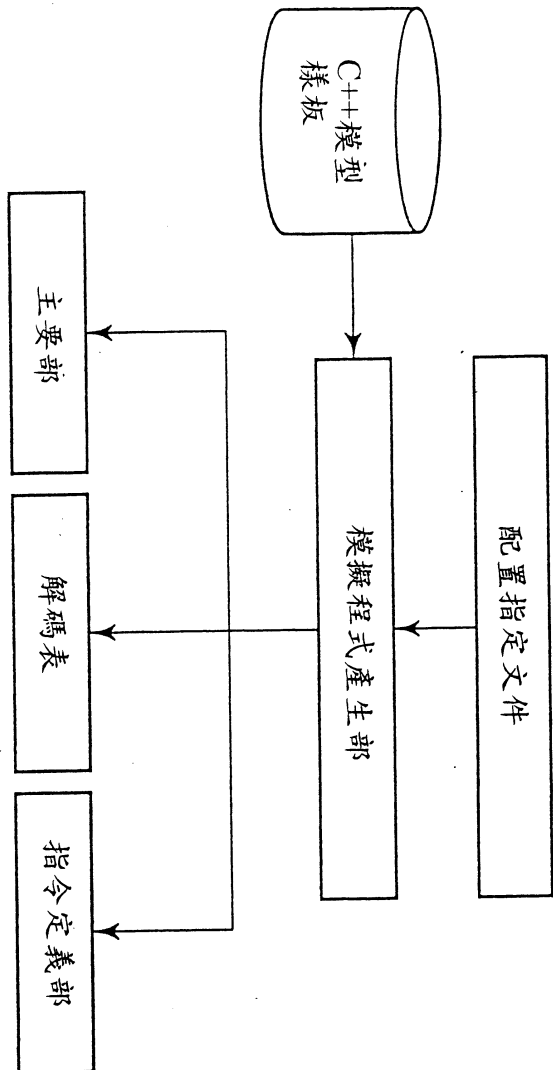 配置指定文件
C++模型
樣板
模擬程式產生部
主要部
解碼表
指令定義部